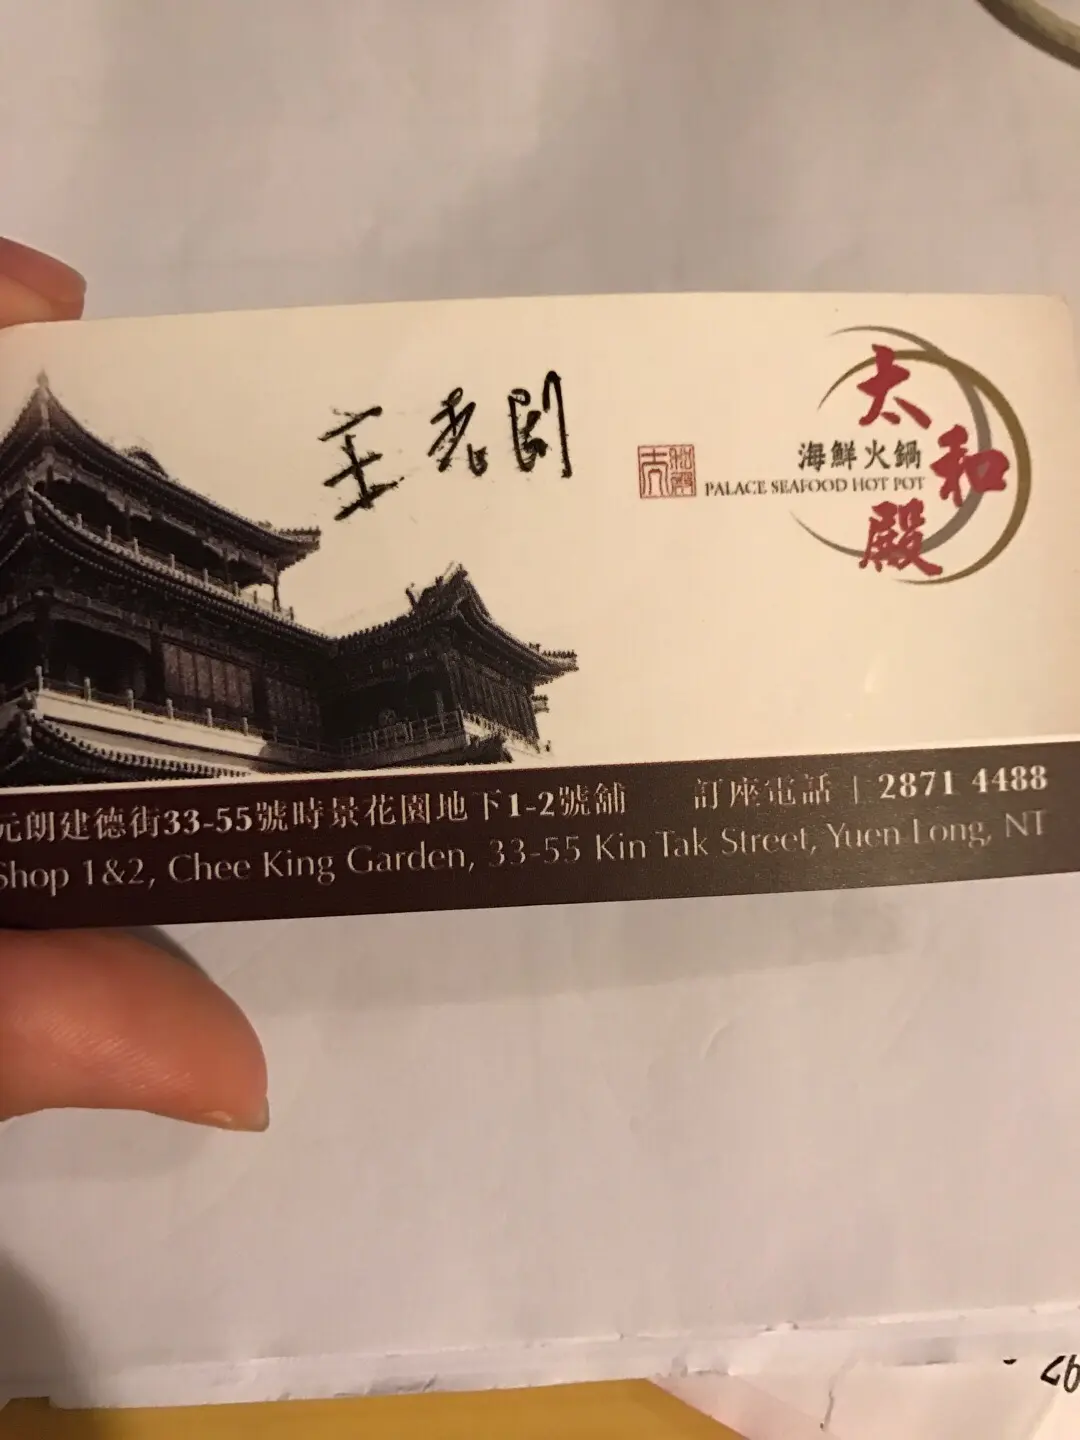 王老闆
太和殿
海鮮火鍋
PALACE SEAFOOD HOT POT
元朗建德街33-55號時景花園地下1-2號舖 訂座電話 | 2871 4488
Shop 1&2, Chee King Garden, 33-55 Kin Tak Street, Yuen Long, NT